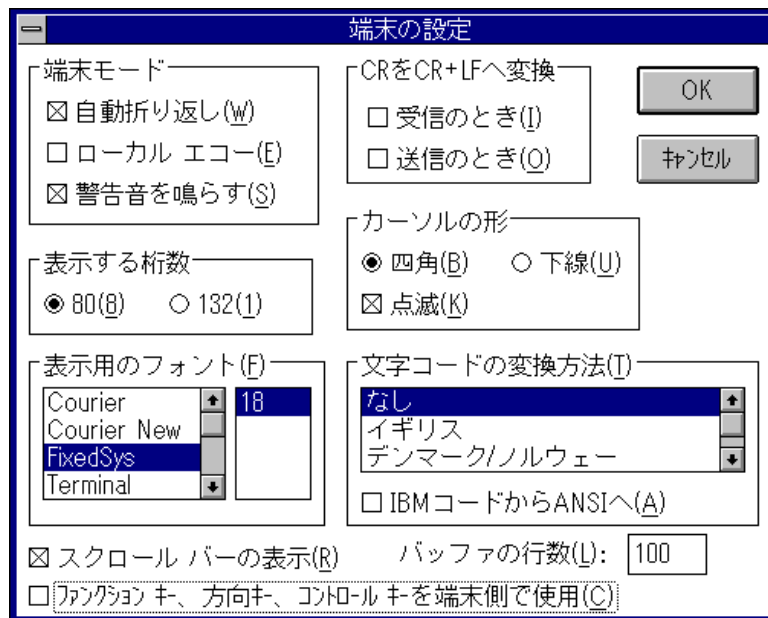 端末の設定
端末モード
自動折り返し(W)
ローカル エコー(E)
警告音を鳴らす(S)
CRをCR+LFへ変換
受信のとき(I)
送信のとき(O)
OK
ｷｬﾝｾﾙ
表示する桁数
80(8) 132(1)
カーソルの形
四角(B) 下線(U)
点滅(K)
表示用のフォント(F)
Courier
Courier New
FixedSys
Terminal
18
文字コードの変換方法(T)
なし
イギリス
デンマーク/ノルウェー
IBMコードからANSIへ(A)
スクロール バーの表示(R)
バッファの行数(L): 100
ﾌｧﾝｸｼｮﾝ ｷｰ、方向ｷｰ、ｺﾝﾄﾛｰﾙ ｷｰを端末側で使用(C)